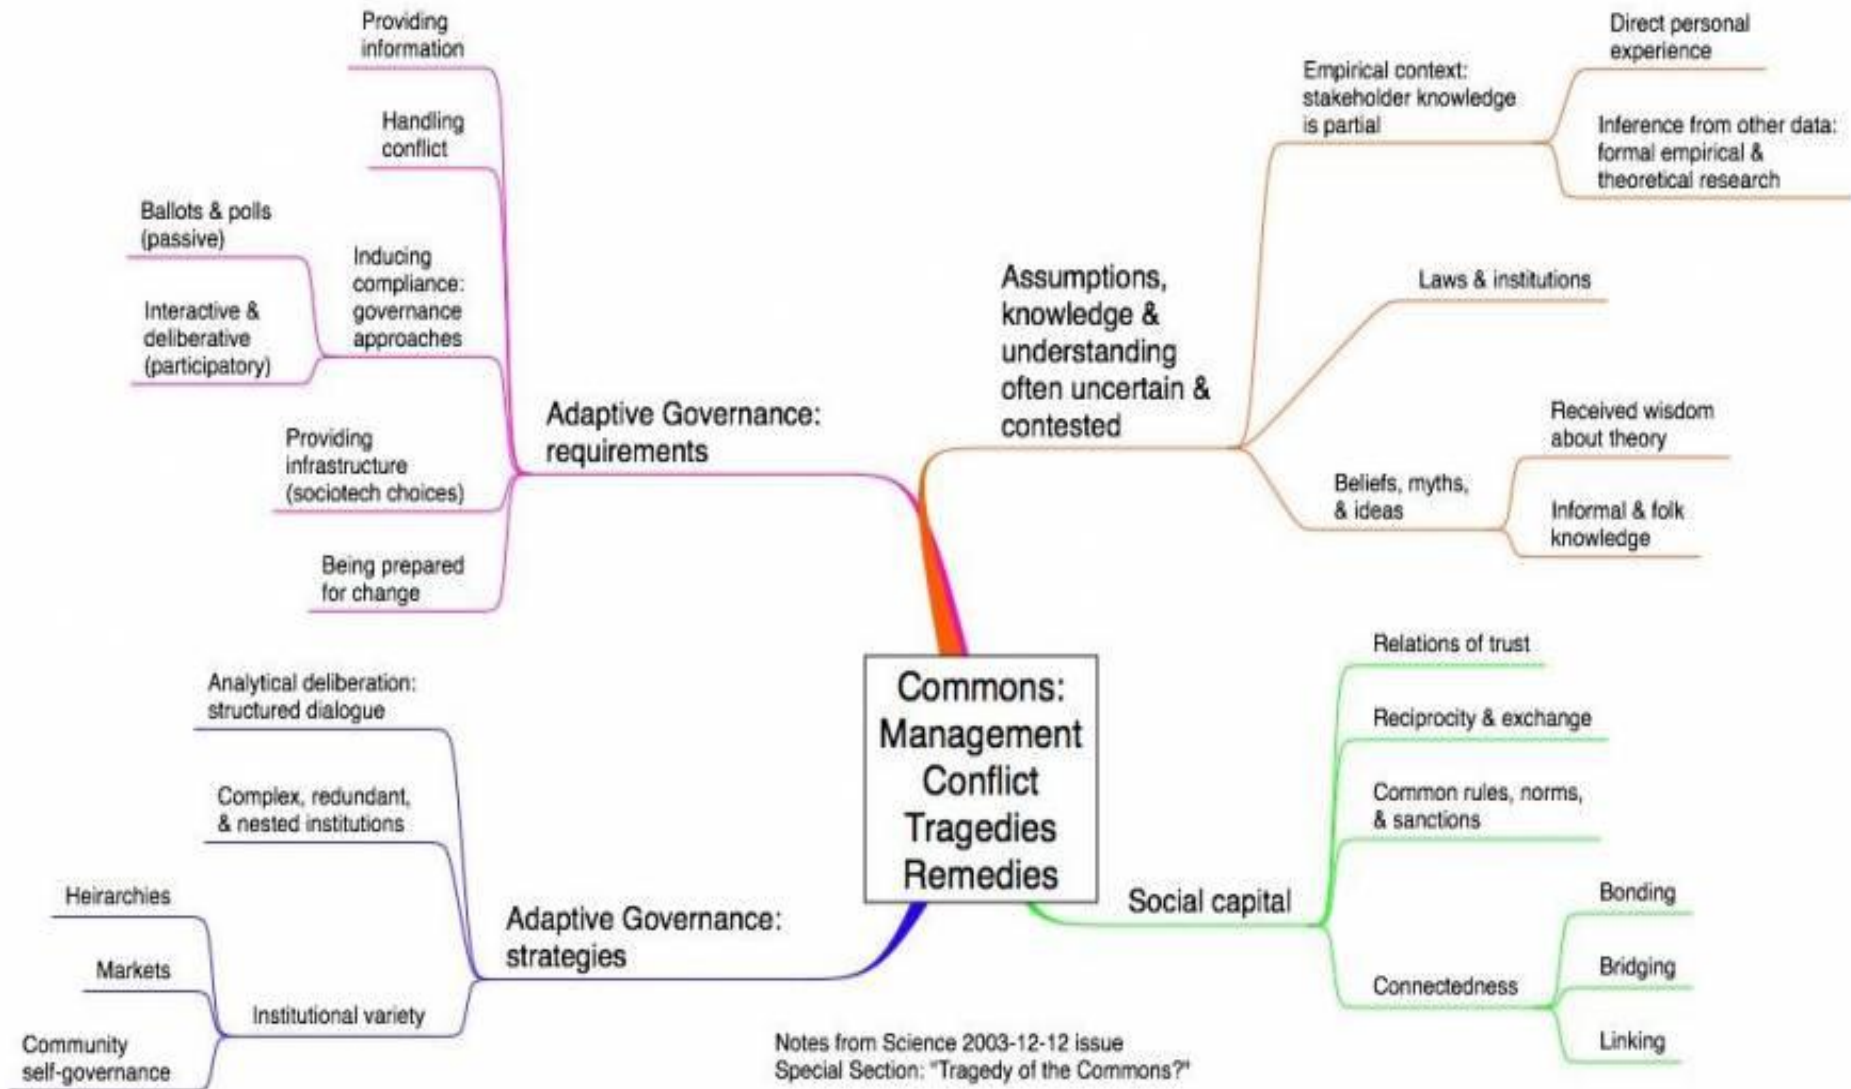 Providing
information
Handling
conflict
Ballots & polls
(passive)
Interactive &
deliberative
(participatory)
Inducing
compliance:
governance
approaches
Providing
infrastructure
(sociotech choices)
Being prepared
for change
Adaptive Governance:
requirements
Assumptions,
knowledge &
understanding
often uncertain &
contested
Empirical context:
stakeholder knowledge
is partial
Direct personal
experience
Inference from other data:
formal empirical &
theoretical research
Laws & institutions
Beliefs, myths,
& ideas
Received wisdom
about theory
Informal & folk
knowledge
Commons:
Management
Conflict
Tragedies
Remedies
Analytical deliberation:
structured dialogue
Complex, redundant,
& nested institutions
Heirarchies
Markets
Community
self-governance
Institutional variety
Adaptive Governance:
strategies
Social capital
Relations of trust
Reciprocity & exchange
Common rules, norms,
& sanctions
Connectedness
Bonding
Bridging
Linking
Notes from Science 2003-12-12 issue
Special Section: "Tragedy of the Commons?"